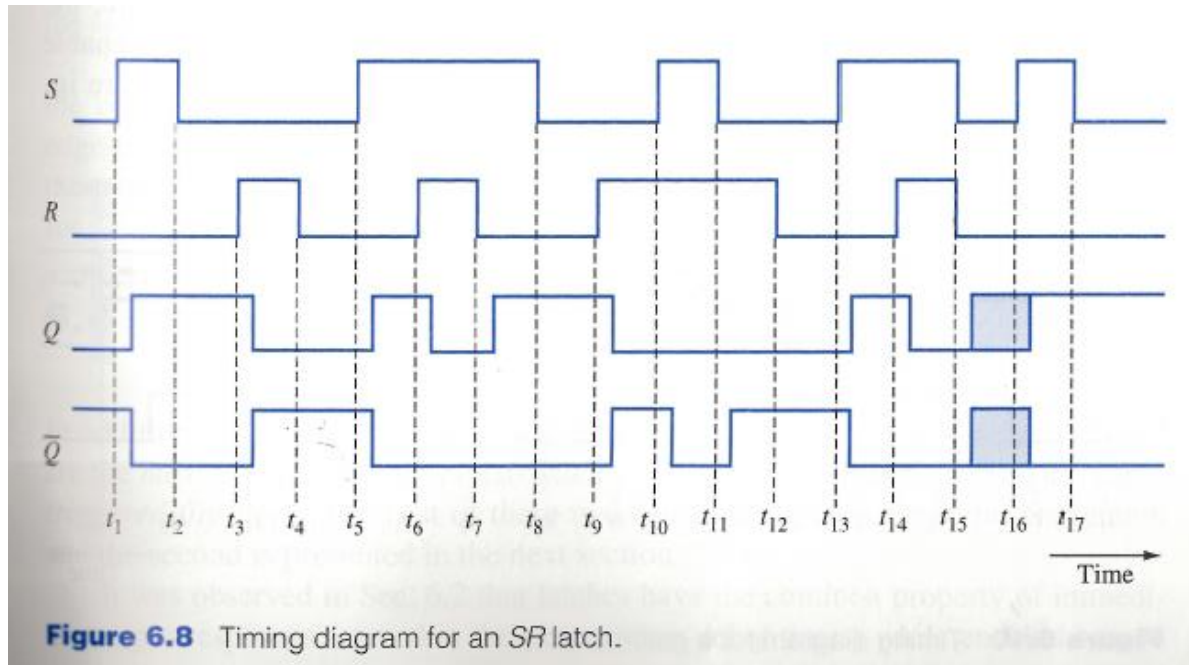 S
R
Q
Q̅
t₁ t₂ t₃ t₄ t₅ t₆ t₇ t₈ t₉ t₁₀ t₁₁ t₁₂ t₁₃ t₁₄ t₁₅ t₁₆ t₁₇
Time
Figure 6.8 Timing diagram for an SR latch.